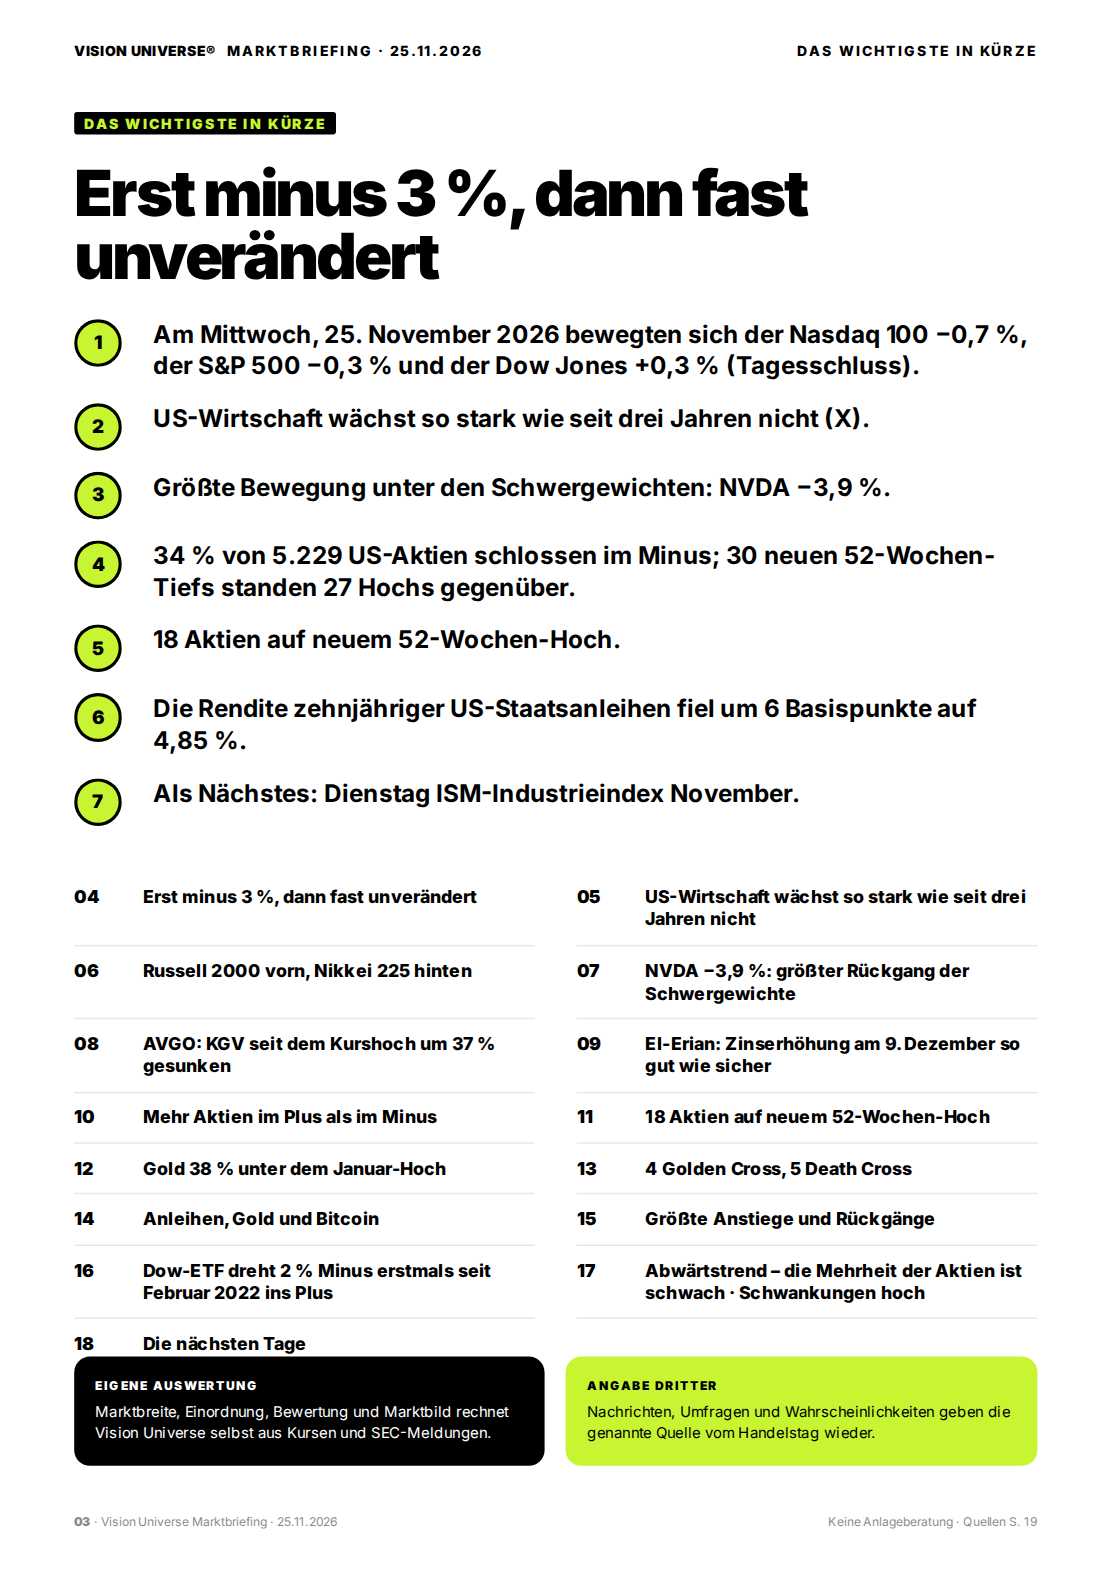 VISION UNIVERSE® MARKTBRIEFING · 25.11.2026
DAS WICHTIGSTE IN KÜRZE
DAS WICHTIGSTE IN KÜRZE
Erst minus 3 %, dann fast
unverändert
1 Am Mittwoch, 25. November 2026 bewegten sich der Nasdaq 100 −0,7 %,
der S&P 500 −0,3 % und der Dow Jones +0,3 % (Tagesschluss).
2 US-Wirtschaft wächst so stark wie seit drei Jahren nicht (X).
3 Größte Bewegung unter den Schwergewichten: NVDA −3,9 %.
4 34 % von 5.229 US-Aktien schlossen im Minus; 30 neuen 52-Wochen-
Tiefs standen 27 Hochs gegenüber.
5 18 Aktien auf neuem 52-Wochen-Hoch.
6 Die Rendite zehnjähriger US-Staatsanleihen fiel um 6 Basispunkte auf
4,85 %.
7 Als Nächstes: Dienstag ISM-Industrieindex November.
04 Erst minus 3 %, dann fast unverändert
05 US-Wirtschaft wächst so stark wie seit drei
Jahren nicht
06 Russell 2000 vorn, Nikkei 225 hinten
07 NVDA −3,9 %: größter Rückgang der
Schwergewichte
08 AVGO: KGV seit dem Kurshoch um 37 %
gesunken
09 El-Erian: Zinserhöhung am 9. Dezember so
gut wie sicher
10 Mehr Aktien im Plus als im Minus
11 18 Aktien auf neuem 52-Wochen-Hoch
12 Gold 38 % unter dem Januar-Hoch
13 4 Golden Cross, 5 Death Cross
14 Anleihen, Gold und Bitcoin
15 Größte Anstiege und Rückgänge
16 Dow-ETF dreht 2 % Minus erstmals seit
Februar 2022 ins Plus
17 Abwärtstrend – die Mehrheit der Aktien ist
schwach · Schwankungen hoch
18 Die nächsten Tage
EIGENE AUSWERTUNG
Marktbreite, Einordnung, Bewertung und Marktbild rechnet
Vision Universe selbst aus Kursen und SEC-Meldungen.
ANGABE DRITTER
Nachrichten, Umfragen und Wahrscheinlichkeiten geben die
genannte Quelle vom Handelstag wieder.
03 · Vision Universe Marktbriefing · 25.11.2026
Keine Anlageberatung · Quellen S. 19